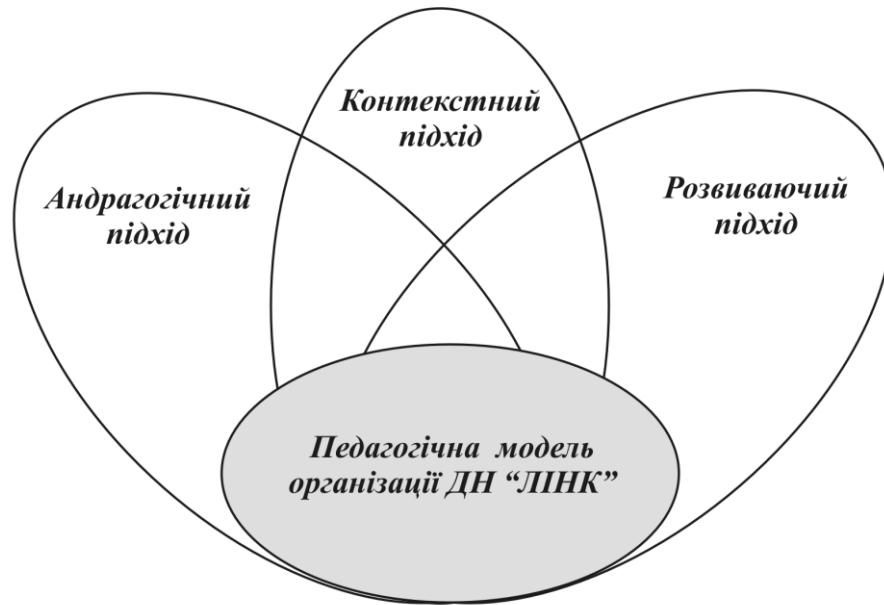 Контекстний
підхід
Андрагогічний
підхід
Розвиваючий
підхід
Педагогічна модель
організації ДН “ЛІНК”